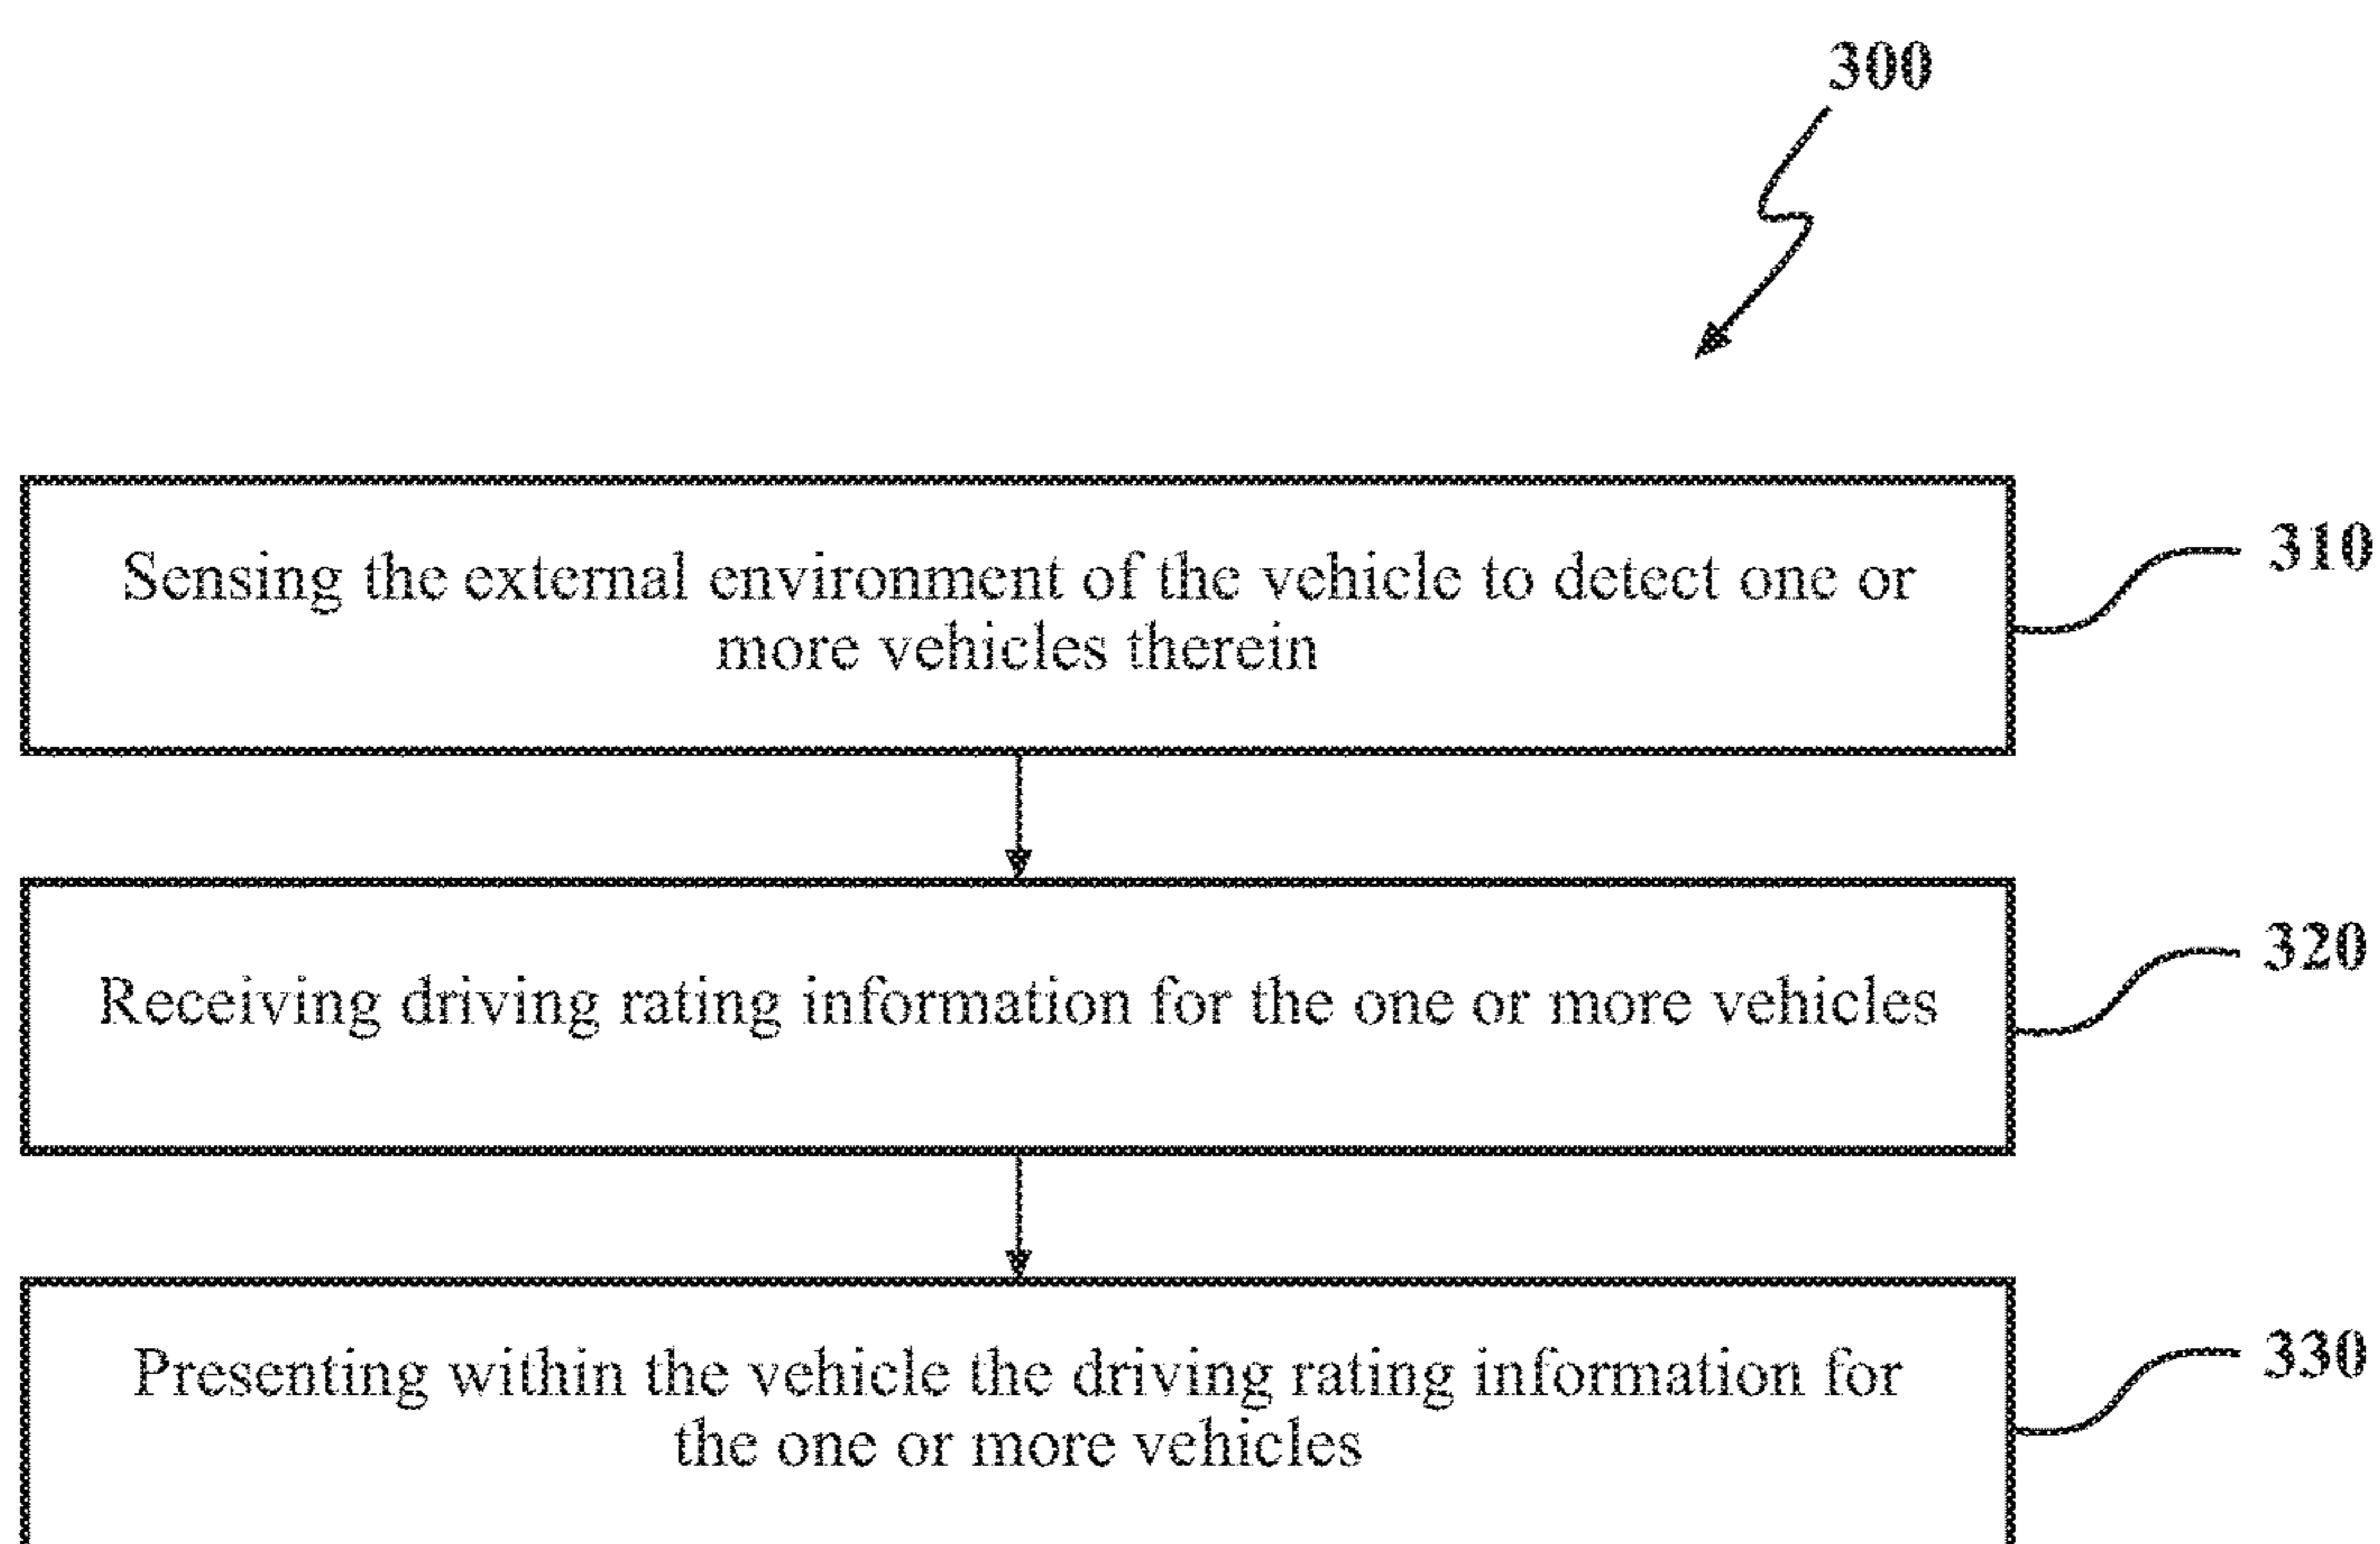 300
Sensing the external environment of the vehicle to detect one or
more vehicles therein
310
Receiving driving rating information for the one or more vehicles
320
Presenting within the vehicle the driving rating information for
the one or more vehicles
330